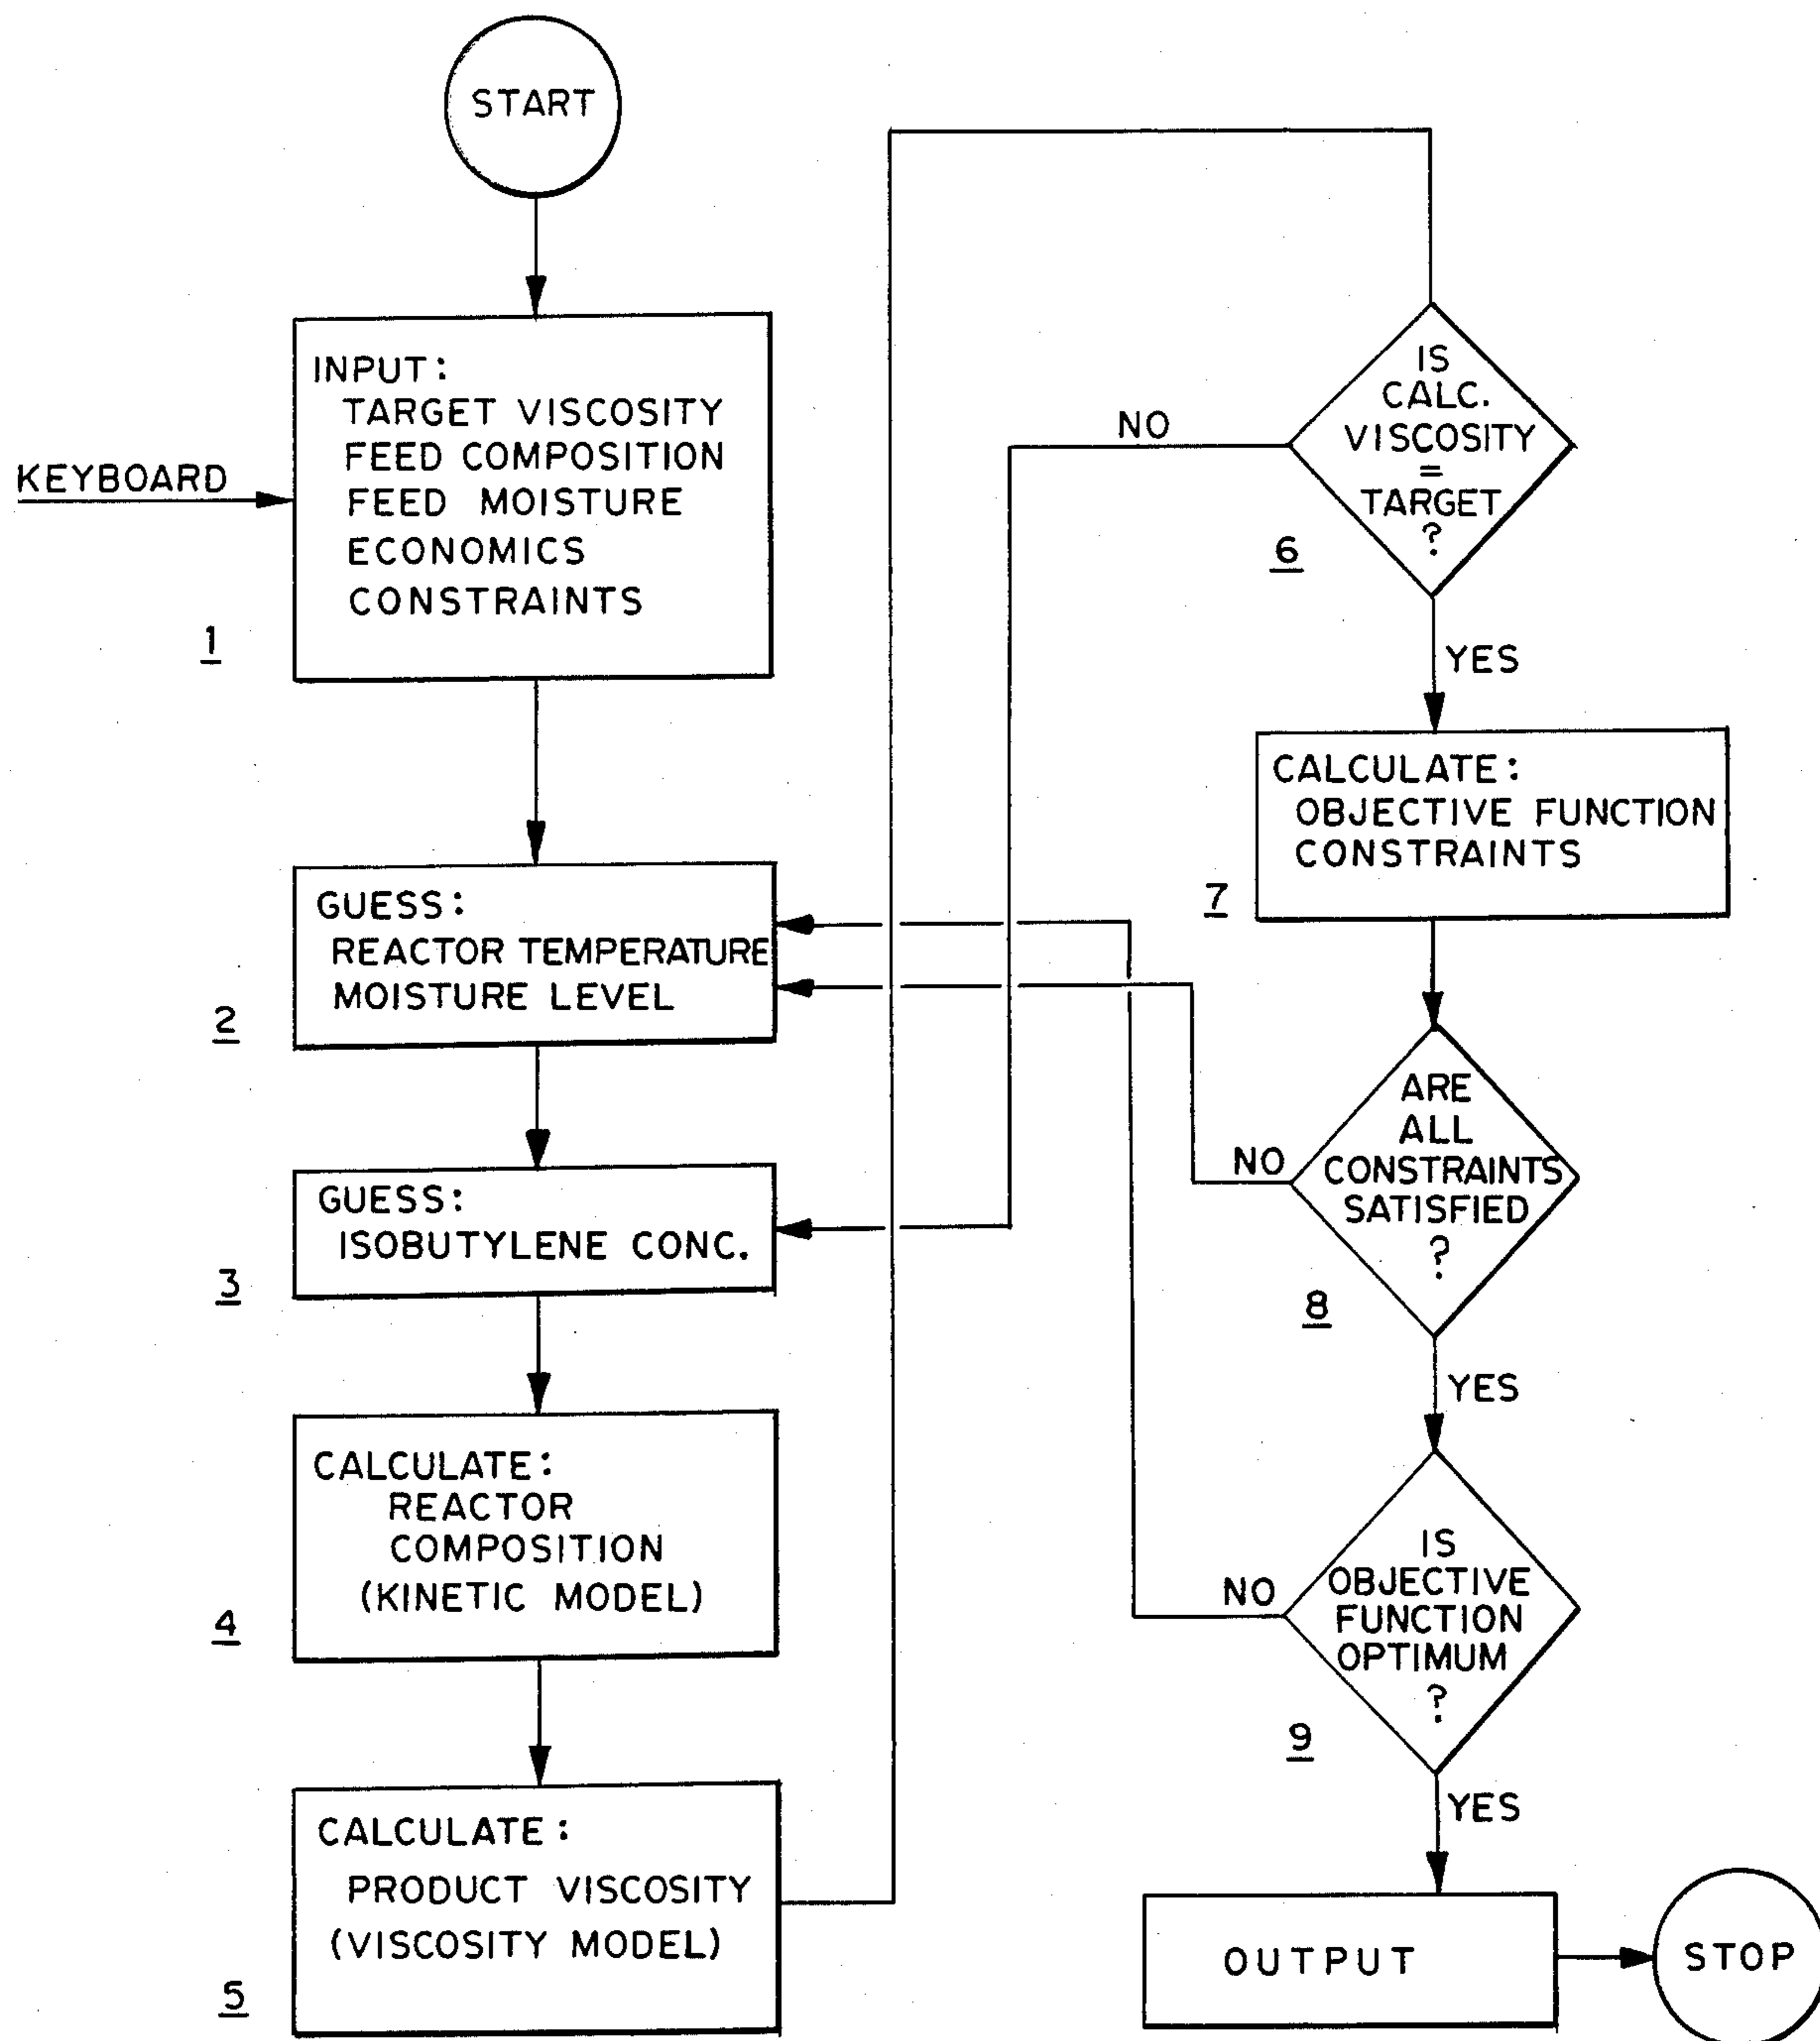 START
KEYBOARD
INPUT:
TARGET VISCOSITY
FEED COMPOSITION
FEED MOISTURE
ECONOMICS
CONSTRAINTS
1
GUESS:
REACTOR TEMPERATURE
MOISTURE LEVEL
2
GUESS:
ISOBUTYLENE CONC.
3
CALCULATE:
REACTOR
COMPOSITION
(KINETIC MODEL)
4
CALCULATE:
PRODUCT VISCOSITY
(VISCOSITY MODEL)
5
IS
CALC.
VISCOSITY
=
TARGET
?
6
NO
YES
CALCULATE:
OBJECTIVE FUNCTION
CONSTRAINTS
7
ARE
ALL
CONSTRAINTS
SATISFIED
?
8
NO
YES
IS
OBJECTIVE
FUNCTION
OPTIMUM
?
9
NO
YES
OUTPUT
STOP